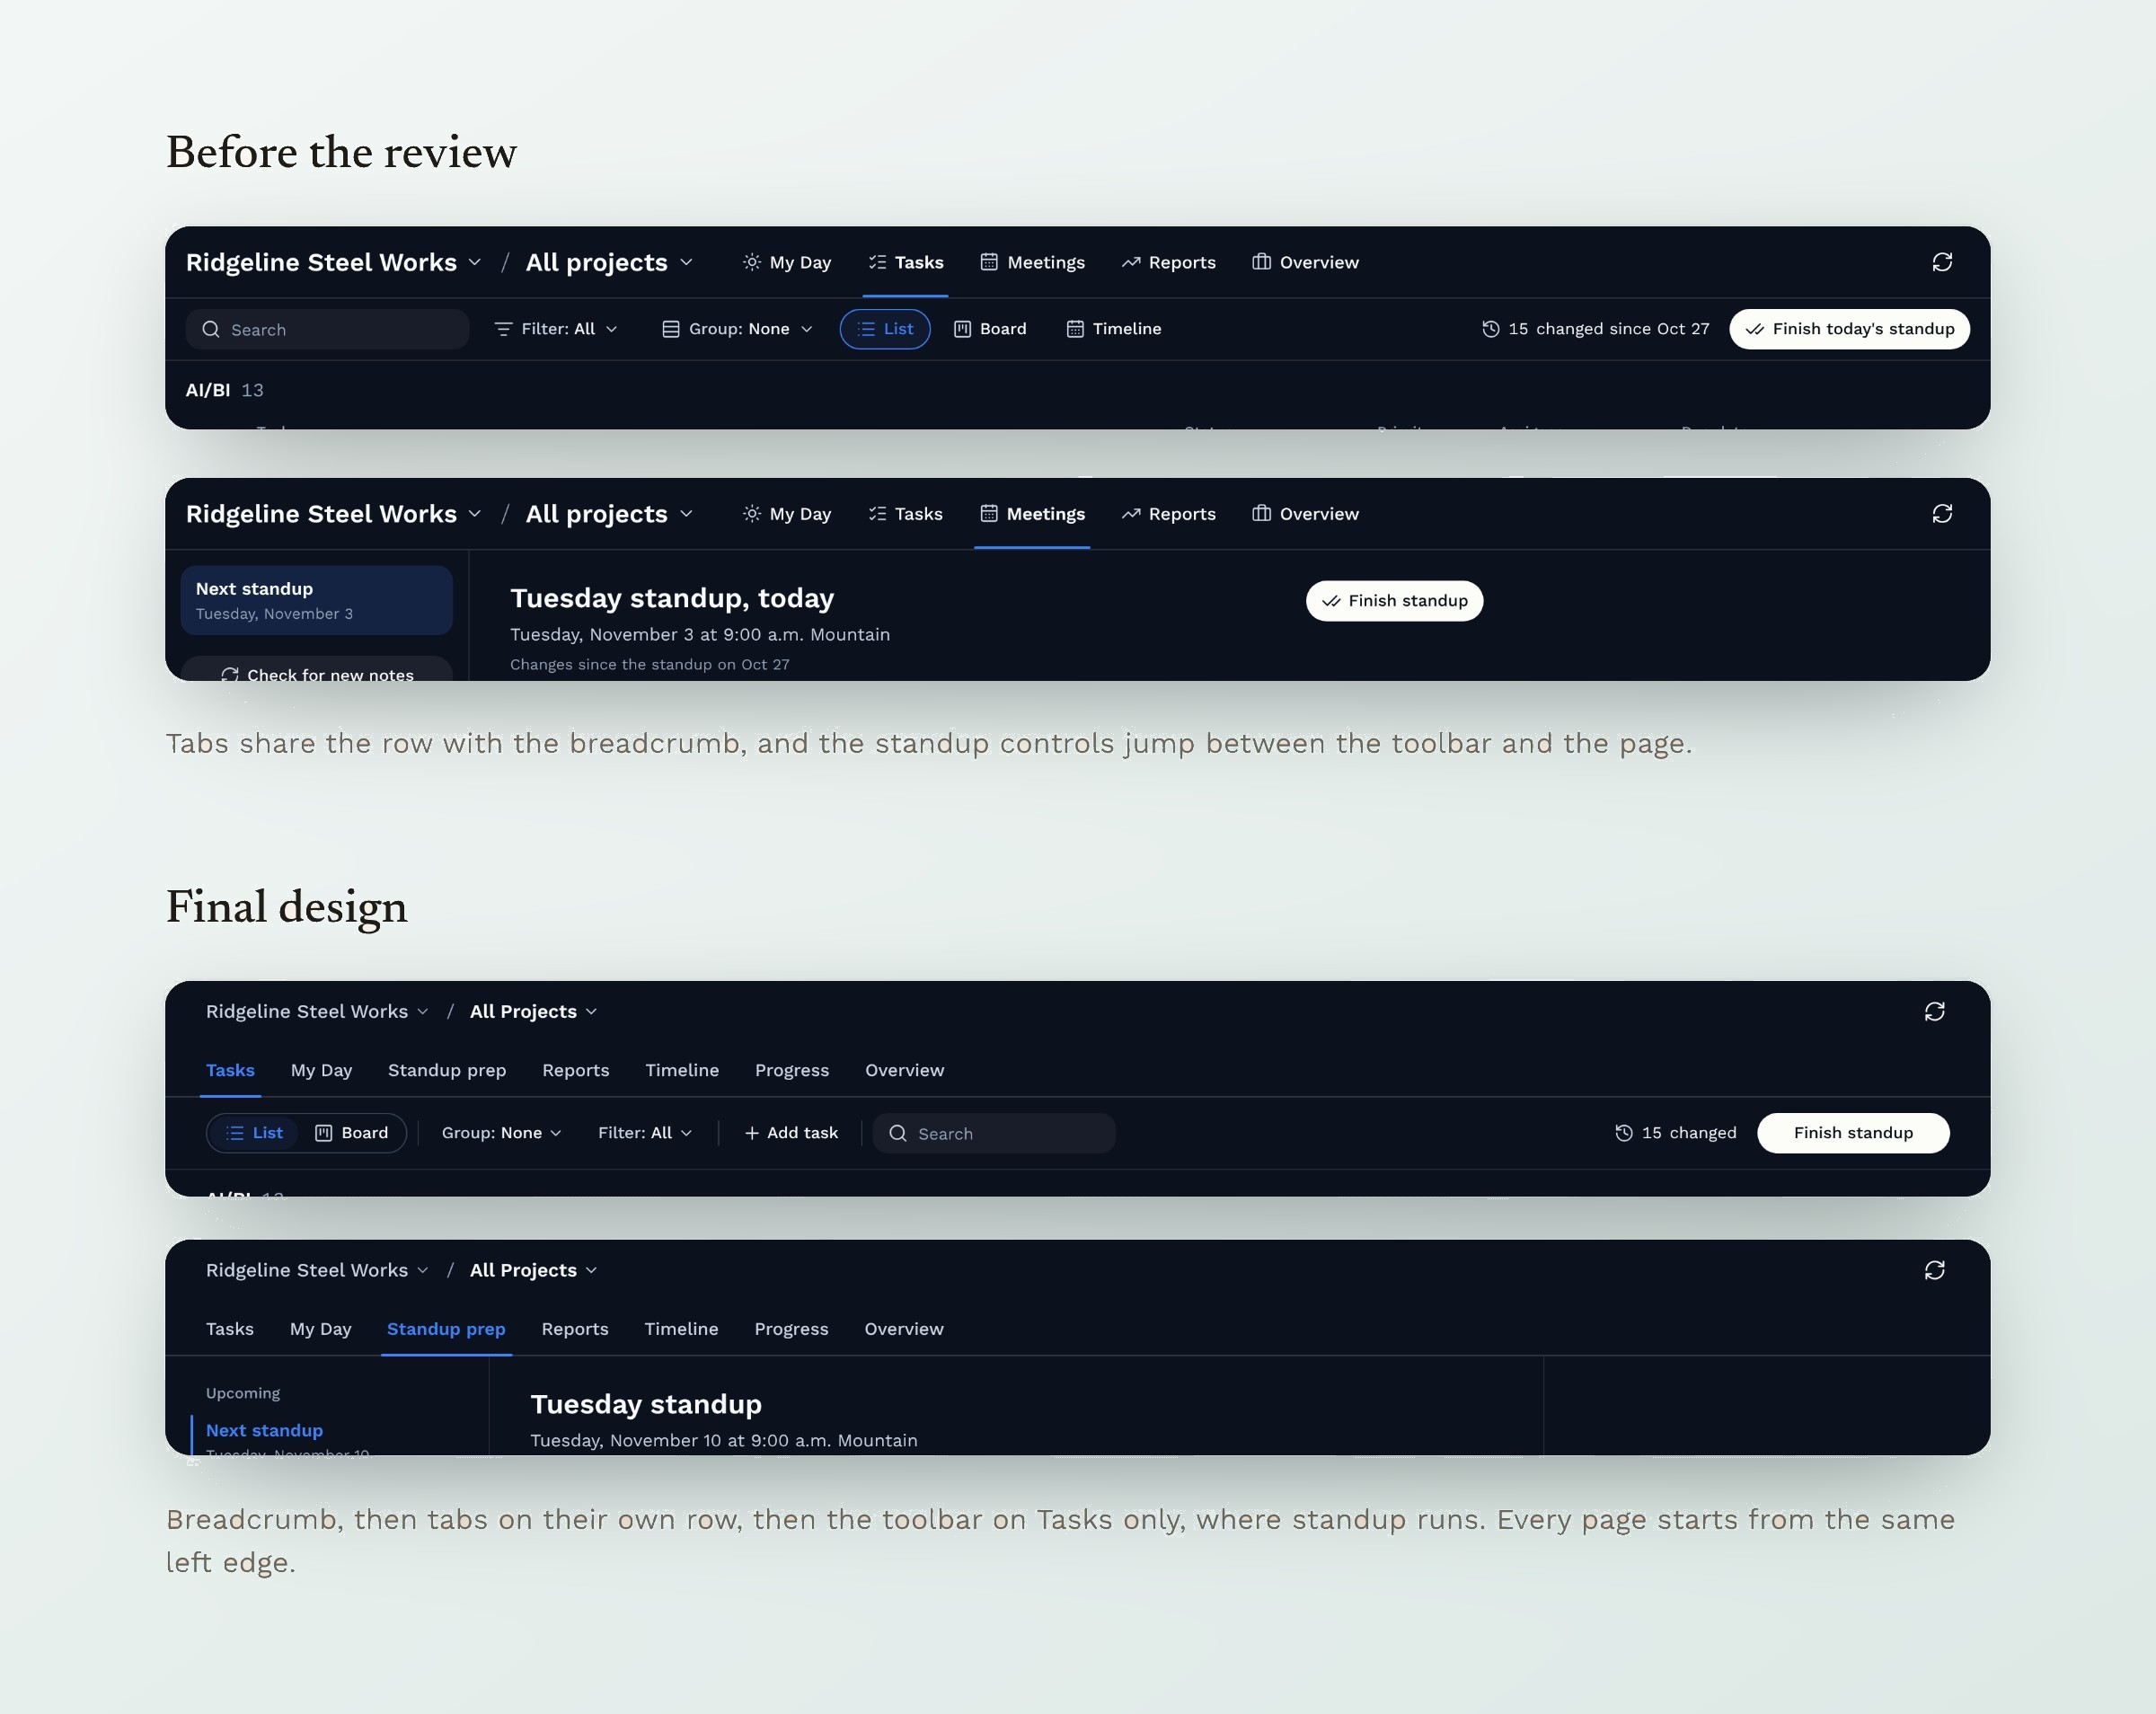 Before the review
Ridgeline Steel Works / All projects My Day Tasks Meetings Reports Overview
Search Filter: All Group: None List Board Timeline 15 changed since Oct 27 Finish today's standup
AI/BI 13
Ridgeline Steel Works / All projects My Day Tasks Meetings Reports Overview
Next standup
Tuesday, November 3
Check for new notes
Tuesday standup, today
Finish standup
Tuesday, November 3 at 9:00 a.m. Mountain
Changes since the standup on Oct 27
Tabs share the row with the breadcrumb, and the standup controls jump between the toolbar and the page.
Final design
Ridgeline Steel Works / All Projects
Tasks My Day Standup prep Reports Timeline Progress Overview
List Board Group: None Filter: All + Add task Search 15 changed Finish standup
AI/BI 13
Ridgeline Steel Works / All Projects
Tasks My Day Standup prep Reports Timeline Progress Overview
Upcoming
Next standup
Tuesday, November 10
Tuesday standup
Tuesday, November 10 at 9:00 a.m. Mountain
Breadcrumb, then tabs on their own row, then the toolbar on Tasks only, where standup runs. Every page starts from the same
left edge.